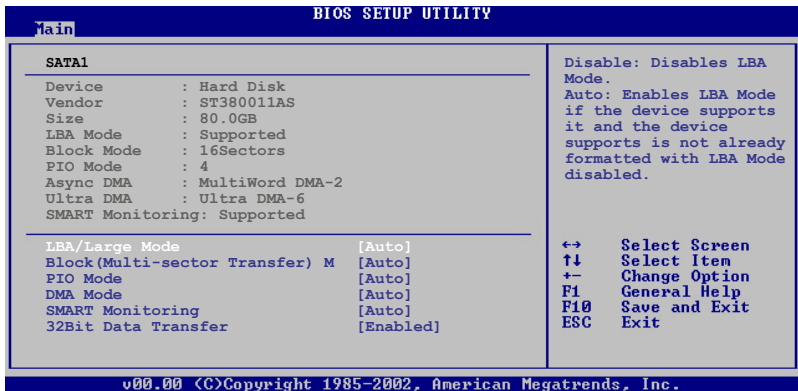 BIOS SETUP UTILITY
Main
SATA1
Device : Hard Disk
Vendor : ST380011AS
Size : 80.0GB
LBA Mode : Supported
Block Mode : 16Sectors
PIO Mode : 4
Async DMA : MultiWord DMA-2
Ultra DMA : Ultra DMA-6
SMART Monitoring: Supported
LBA/Large Mode [Auto]
Block(Multi-sector Transfer) M [Auto]
PIO Mode [Auto]
DMA Mode [Auto]
SMART Monitoring [Auto]
32Bit Data Transfer [Enabled]
Disable: Disables LBA
Mode.
Auto: Enables LBA Mode
if the device supports
it and the device
supports is not already
formatted with LBA Mode
disabled.
←→ Select Screen
↑↓ Select Item
+- Change Option
F1 General Help
F10 Save and Exit
ESC Exit
v00.00 (C)Copyright 1985-2002, American Megatrends, Inc.